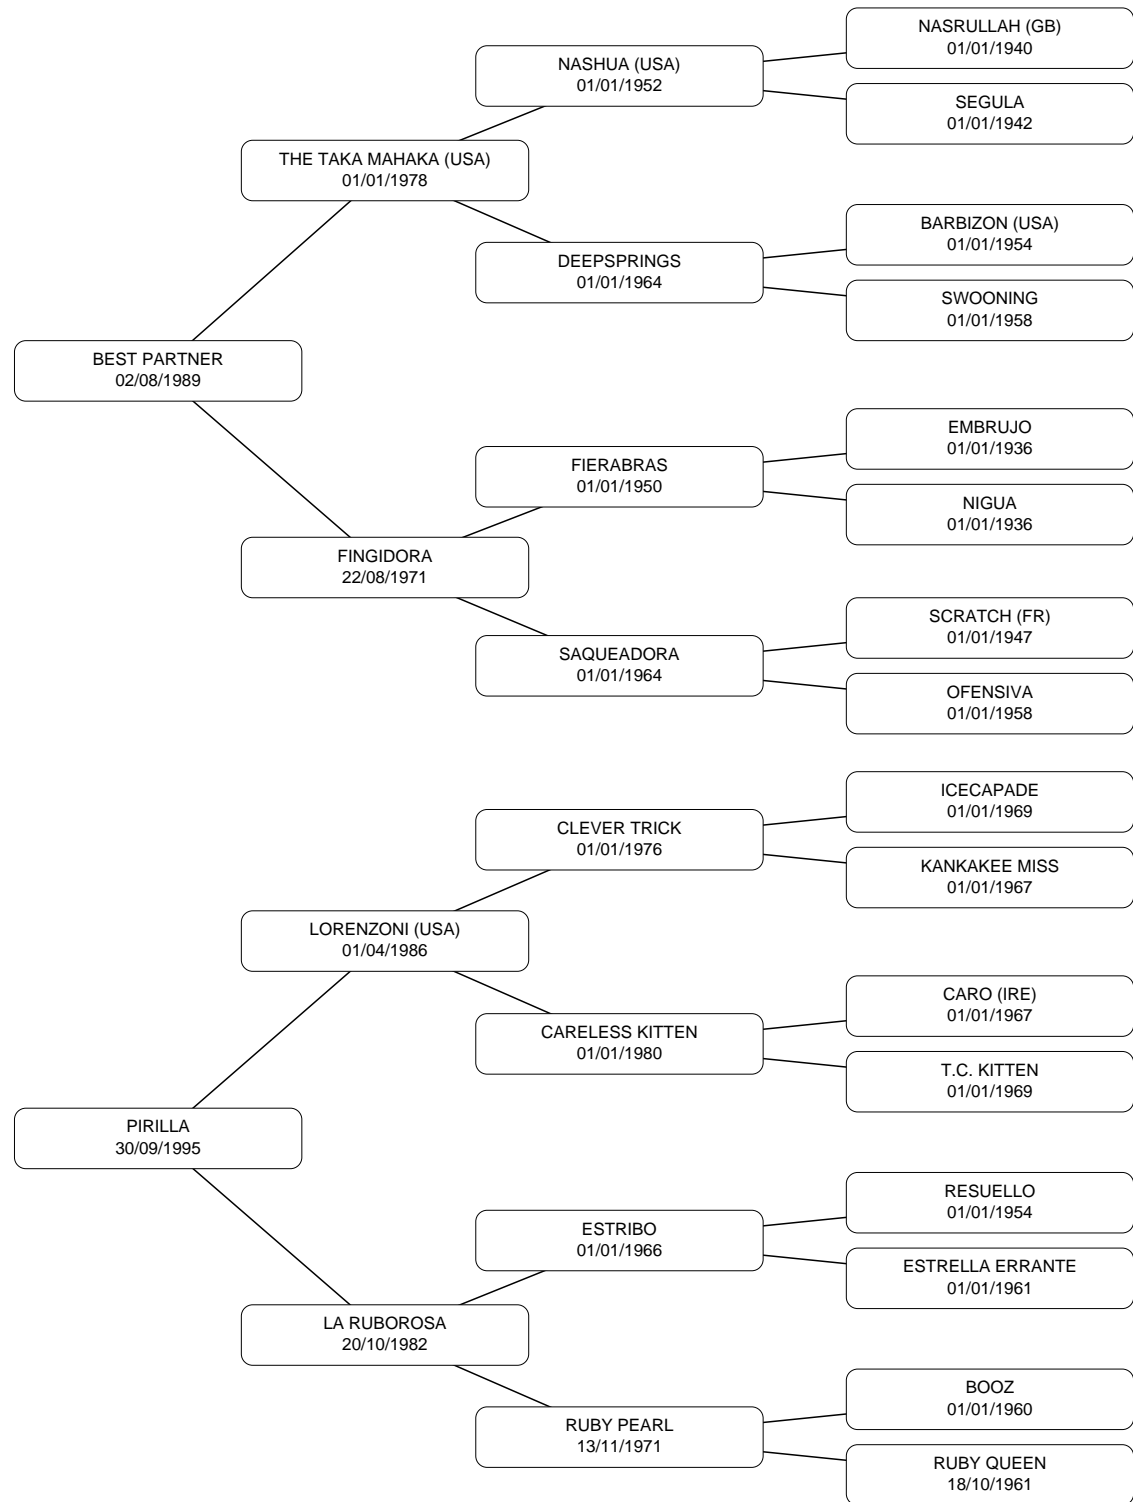 NASRULLAH (GB)
01/01/1940
NASHUA (USA)
01/01/1952
SEGULA
01/01/1942
THE TAKA MAHAKA (USA)
01/01/1978
BARBIZON (USA)
01/01/1954
DEEPSPRINGS
01/01/1964
SWOONING
01/01/1958
BEST PARTNER
02/08/1989
EMBRUJO
01/01/1936
FIERABRAS
01/01/1950
NIGUA
01/01/1936
FINGIDORA
22/08/1971
SCRATCH (FR)
01/01/1947
SAQUEADORA
01/01/1964
OFENSIVA
01/01/1958
ICECAPADE
01/01/1969
CLEVER TRICK
01/01/1976
KANKAKEE MISS
01/01/1967
LORENZONI (USA)
01/04/1986
CARO (IRE)
01/01/1967
CARELESS KITTEN
01/01/1980
T.C. KITTEN
01/01/1969
PIRILLA
30/09/1995
RESUELLO
01/01/1954
ESTRIBO
01/01/1966
ESTRELLA ERRANTE
01/01/1961
LA RUBOROSA
20/10/1982
BOOZ
01/01/1960
RUBY PEARL
13/11/1971
RUBY QUEEN
18/10/1961